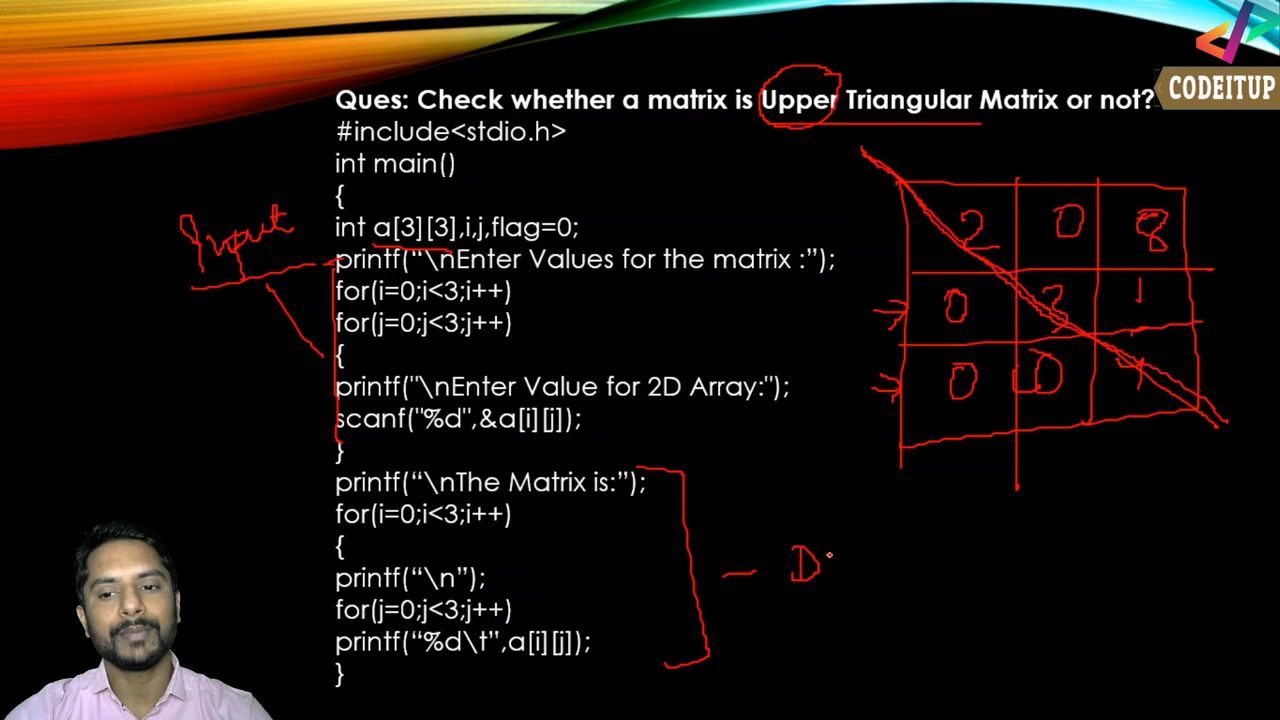 CODEITUP
Ques: Check whether a matrix is Upper Triangular Matrix or not?
#include<stdio.h>
int main()
{
int a[3][3],i,j,flag=0;
printf(“\nEnter Values for the matrix :”);
for(i=0;i<3;i++)
for(j=0;j<3;j++)
{
printf("\nEnter Value for 2D Array:");
scanf("%d",&a[i][j]);
}
printf(“\nThe Matrix is:”);
for(i=0;i<3;i++)
{
printf(“\n”);
for(j=0;j<3;j++)
printf(“%d\t”,a[i][j]);
}
Input
2 0 8
0 3 1
0 0 4
- D